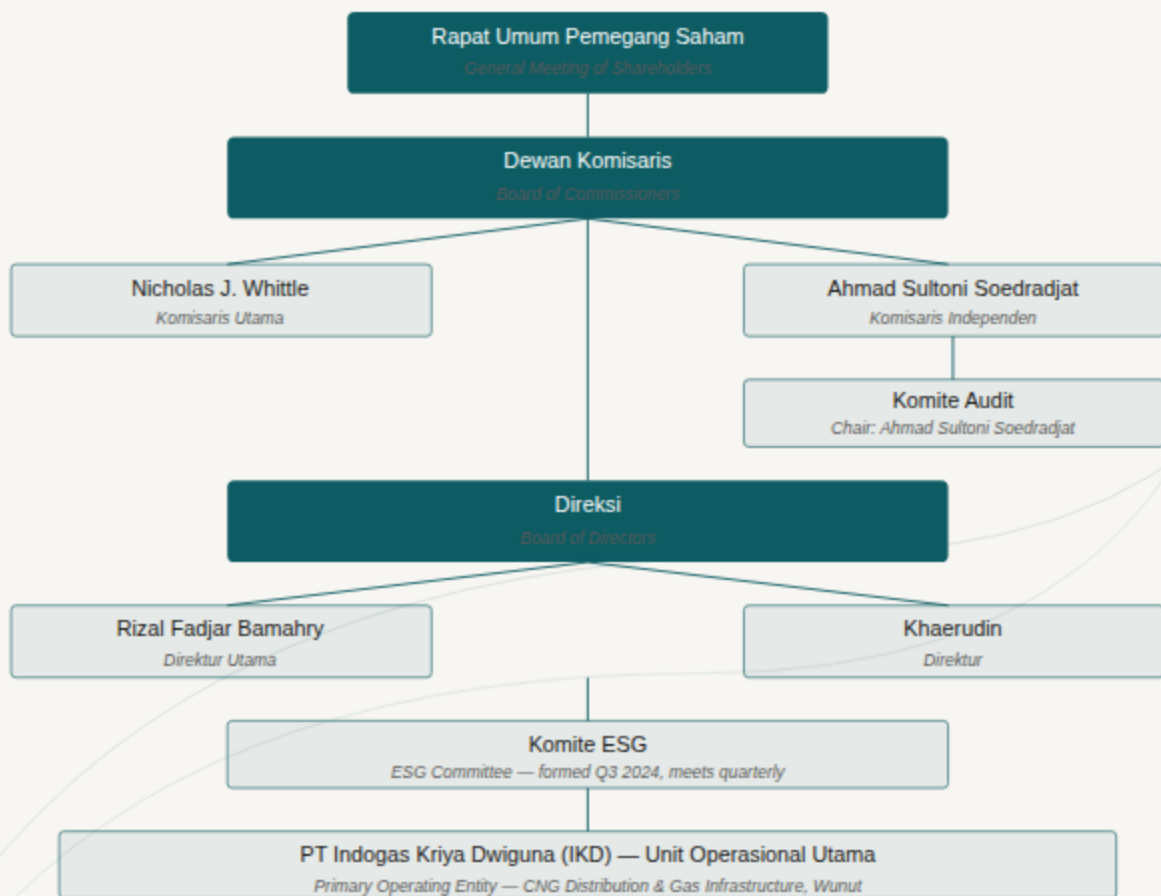 Rapat Umum Pemegang Saham
General Meeting of Shareholders
Dewan Komisaris
Board of Commissioners
Nicholas J. Whittle
Komisaris Utama
Ahmad Sultoni Soedradjat
Komisaris Independen
Komite Audit
Chair: Ahmad Sultoni Soedradjat
Direksi
Board of Directors
Rizal Fadjar Bamahry
Direktur Utama
Khaerudin
Direktur
Komite ESG
ESG Committee — formed Q3 2024, meets quarterly
PT Indogas Kriya Dwiguna (IKD) — Unit Operasional Utama
Primary Operating Entity — CNG Distribution & Gas Infrastructure, Wunut